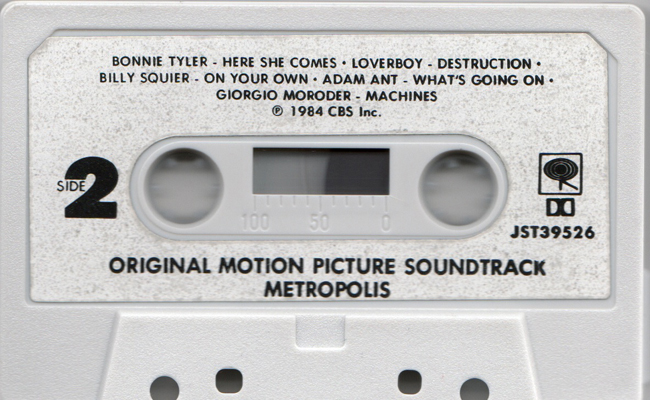 BONNIE TYLER - HERE SHE COMES • LOVERBOY - DESTRUCTION •
BILLY SQUIER - ON YOUR OWN • ADAM ANT - WHAT'S GOING ON •
GIORGIO MORODER - MACHINES
℗ 1984 CBS Inc.
SIDE 2
100 50 0
JST39526
ORIGINAL MOTION PICTURE SOUNDTRACK
METROPOLIS